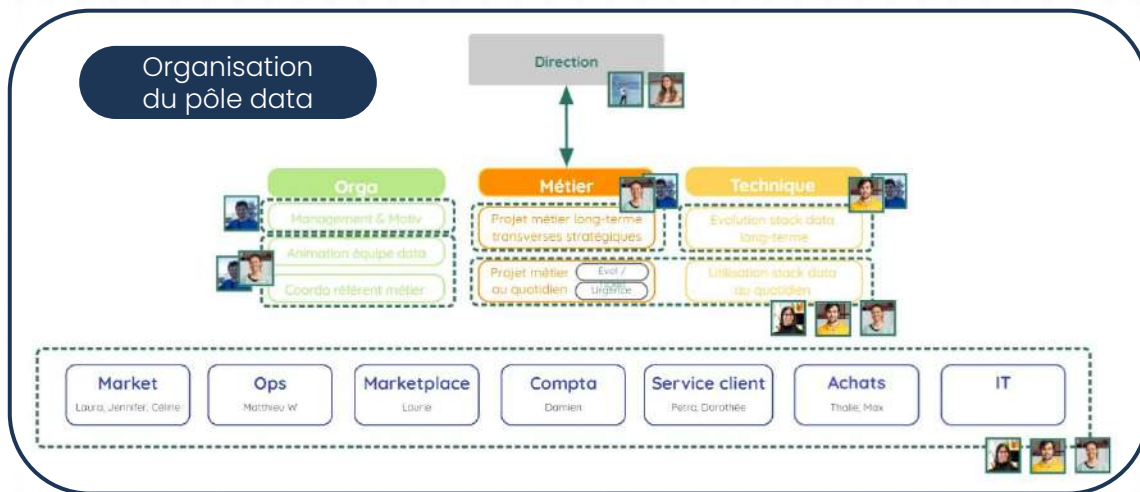 Organisation
du pôle data
Direction
Orga
Métier
Technique
Management & Motiv
Projet métier long-terme
transverses stratégiques
Evolution stack data
long-terme
Animation équipe data
Projet métier
au quotidien
Evol /
Urgence
Utilisation stack data
au quotidien
Coordo référent métier
Market
Laura, Jennifer, Céline
Ops
Matthieu W
Marketplace
Laurie
Compta
Damien
Service client
Petra, Dorothée
Achats
Thalie, Max
IT